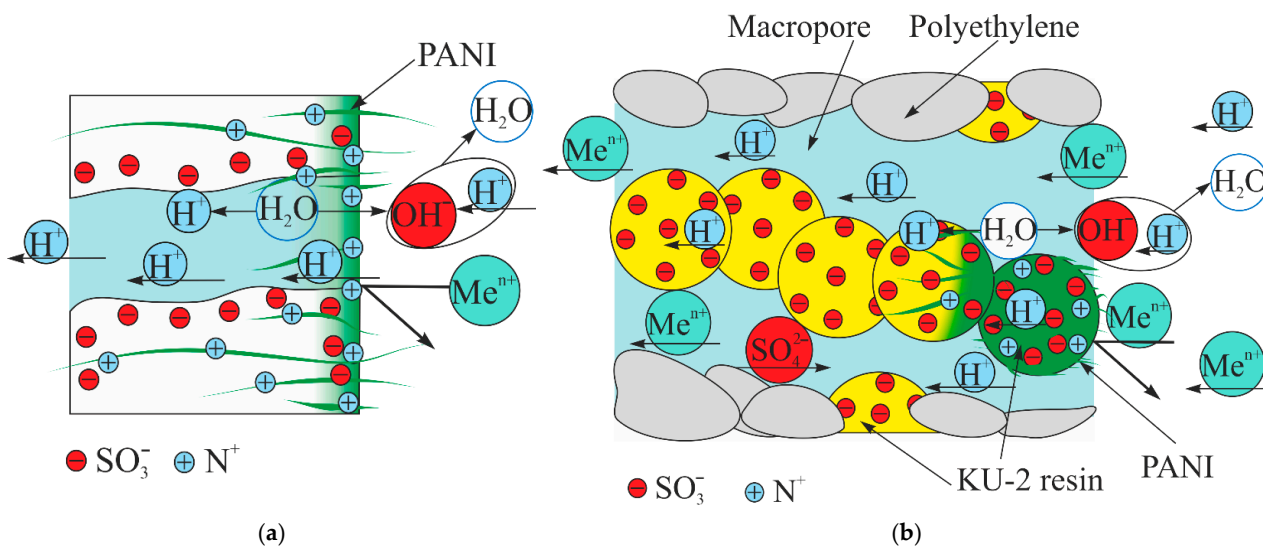 PANI
H₂O
H⁺
H₂O
OH⁻
H⁺
H⁺
H⁺
H⁺
Meⁿ⁺
SO₃⁻ N⁺
(a)
Macropore Polyethylene
H⁺
Meⁿ⁺
H⁺
Meⁿ⁺
H⁺
H₂O
H⁺
H⁺
H₂O
OH⁻
H⁺
H⁺
Meⁿ⁺
SO₄²⁻
Meⁿ⁺
H⁺
Meⁿ⁺
KU-2 resin
PANI
SO₃⁻ N⁺
(b)